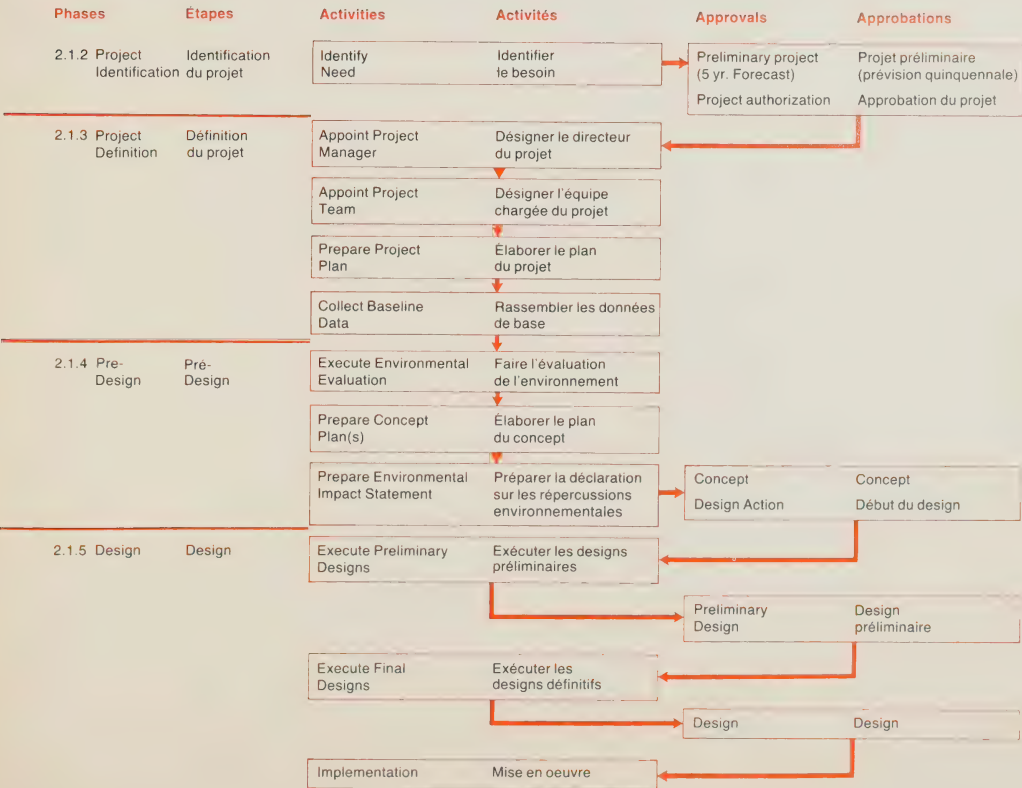 Phases Étapes Activities Activités Approvals Approbations
2.1.2 Project Identification
Identification du projet
Identify Need
Identifier le besoin
Preliminary project (5 yr. Forecast)
Projet préliminaire (prévision quinquennale)
Project authorization
Approbation du projet
2.1.3 Project Definition
Définition du projet
Appoint Project Manager
Désigner le directeur du projet
Appoint Project Team
Désigner l'équipe chargée du projet
Prepare Project Plan
Élaborer le plan du projet
Collect Baseline Data
Rassembler les données de base
2.1.4 Pre-Design
Pré-Design
Execute Environmental Evaluation
Faire l'évaluation de l'environnement
Prepare Concept Plan(s)
Élaborer le plan du concept
Prepare Environmental Impact Statement
Préparer la déclaration sur les répercussions environnementales
Concept
Concept
Design Action
Début du design
2.1.5 Design
Design
Execute Preliminary Designs
Exécuter les designs préliminaires
Preliminary Design
Design préliminaire
Execute Final Designs
Exécuter les designs définitifs
Design
Design
Implementation
Mise en oeuvre